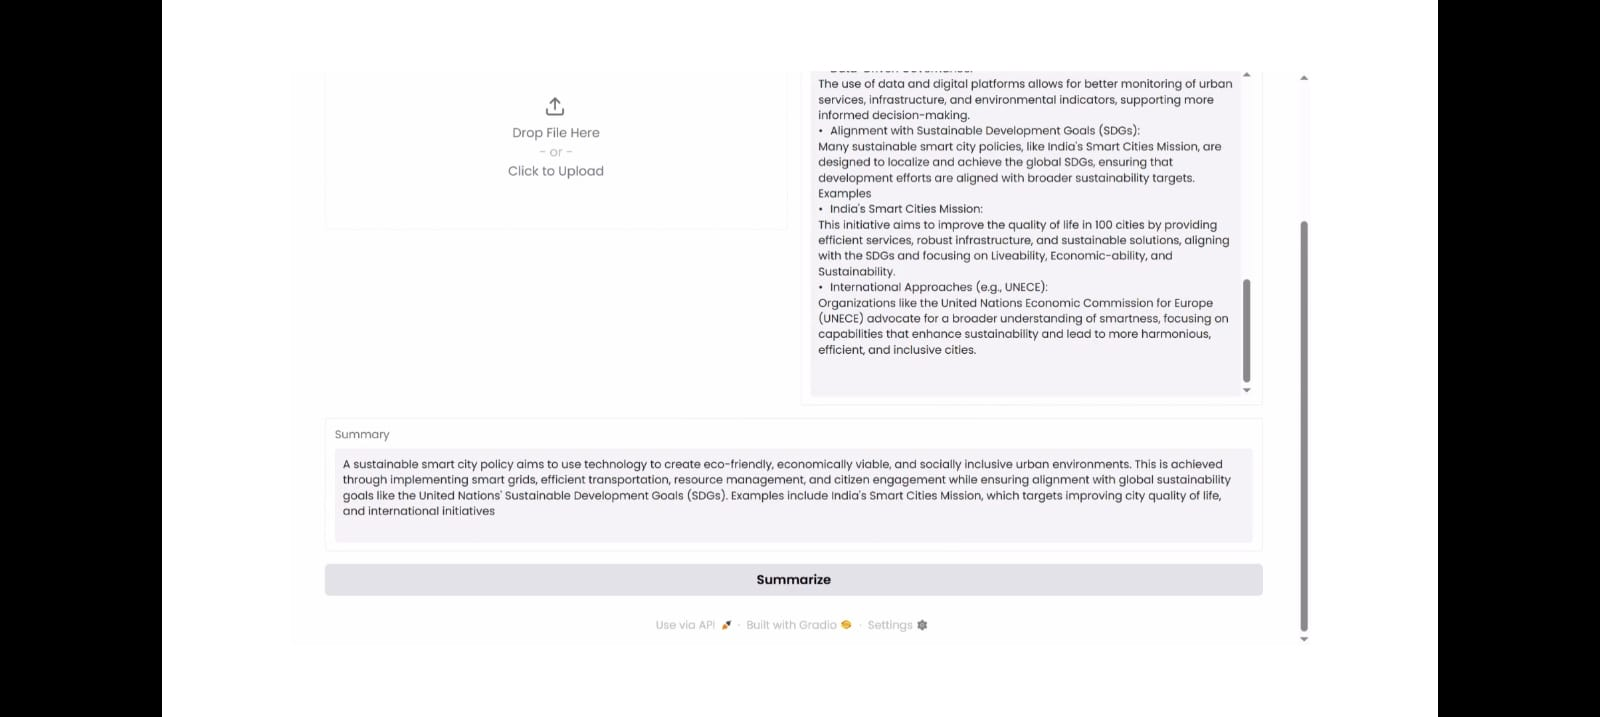 Drop File Here
- or -
Click to Upload
The use of data and digital platforms allows for better monitoring of urban
services, infrastructure, and environmental indicators, supporting more
informed decision-making.
• Alignment with Sustainable Development Goals (SDGs):
Many sustainable smart city policies, like India's Smart Cities Mission, are
designed to localize and achieve the global SDGs, ensuring that
development efforts are aligned with broader sustainability targets.
Examples
• India's Smart Cities Mission:
This initiative aims to improve the quality of life in 100 cities by providing
efficient services, robust infrastructure, and sustainable solutions, aligning
with the SDGs and focusing on Liveability, Economic-ability, and
Sustainability.
• International Approaches (e.g., UNECE):
Organizations like the United Nations Economic Commission for Europe
(UNECE) advocate for a broader understanding of smartness, focusing on
capabilities that enhance sustainability and lead to more harmonious,
efficient, and inclusive cities.
Summary
A sustainable smart city policy aims to use technology to create eco-friendly, economically viable, and socially inclusive urban environments. This is achieved
through implementing smart grids, efficient transportation, resource management, and citizen engagement while ensuring alignment with global sustainability
goals like the United Nations' Sustainable Development Goals (SDGs). Examples include India's Smart Cities Mission, which targets improving city quality of life,
and international initiatives
Summarize
Use via API · Built with Gradio · Settings